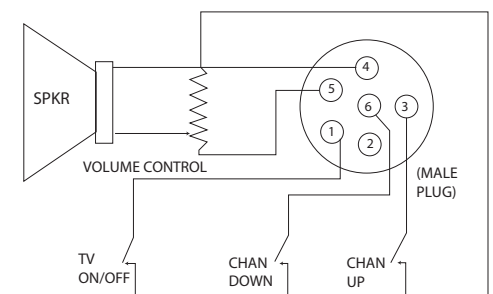 4
5
6
3
SPKR
1
2
VOLUME CONTROL
(MALE
PLUG)
TV
ON/OFF
CHAN
DOWN
CHAN
UP